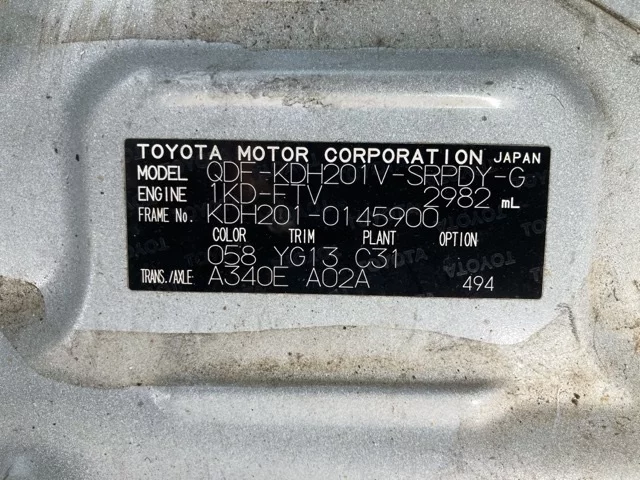 TOYOTA MOTOR CORPORATION JAPAN
MODEL QDF-KDH201V-SRPDY-G
ENGINE 1KD-FTV 2982 mL
FRAME No. KDH201-0145900
COLOR TRIM PLANT OPTION
058 YG13 C31
TRANS./AXLE A340E A02A 494